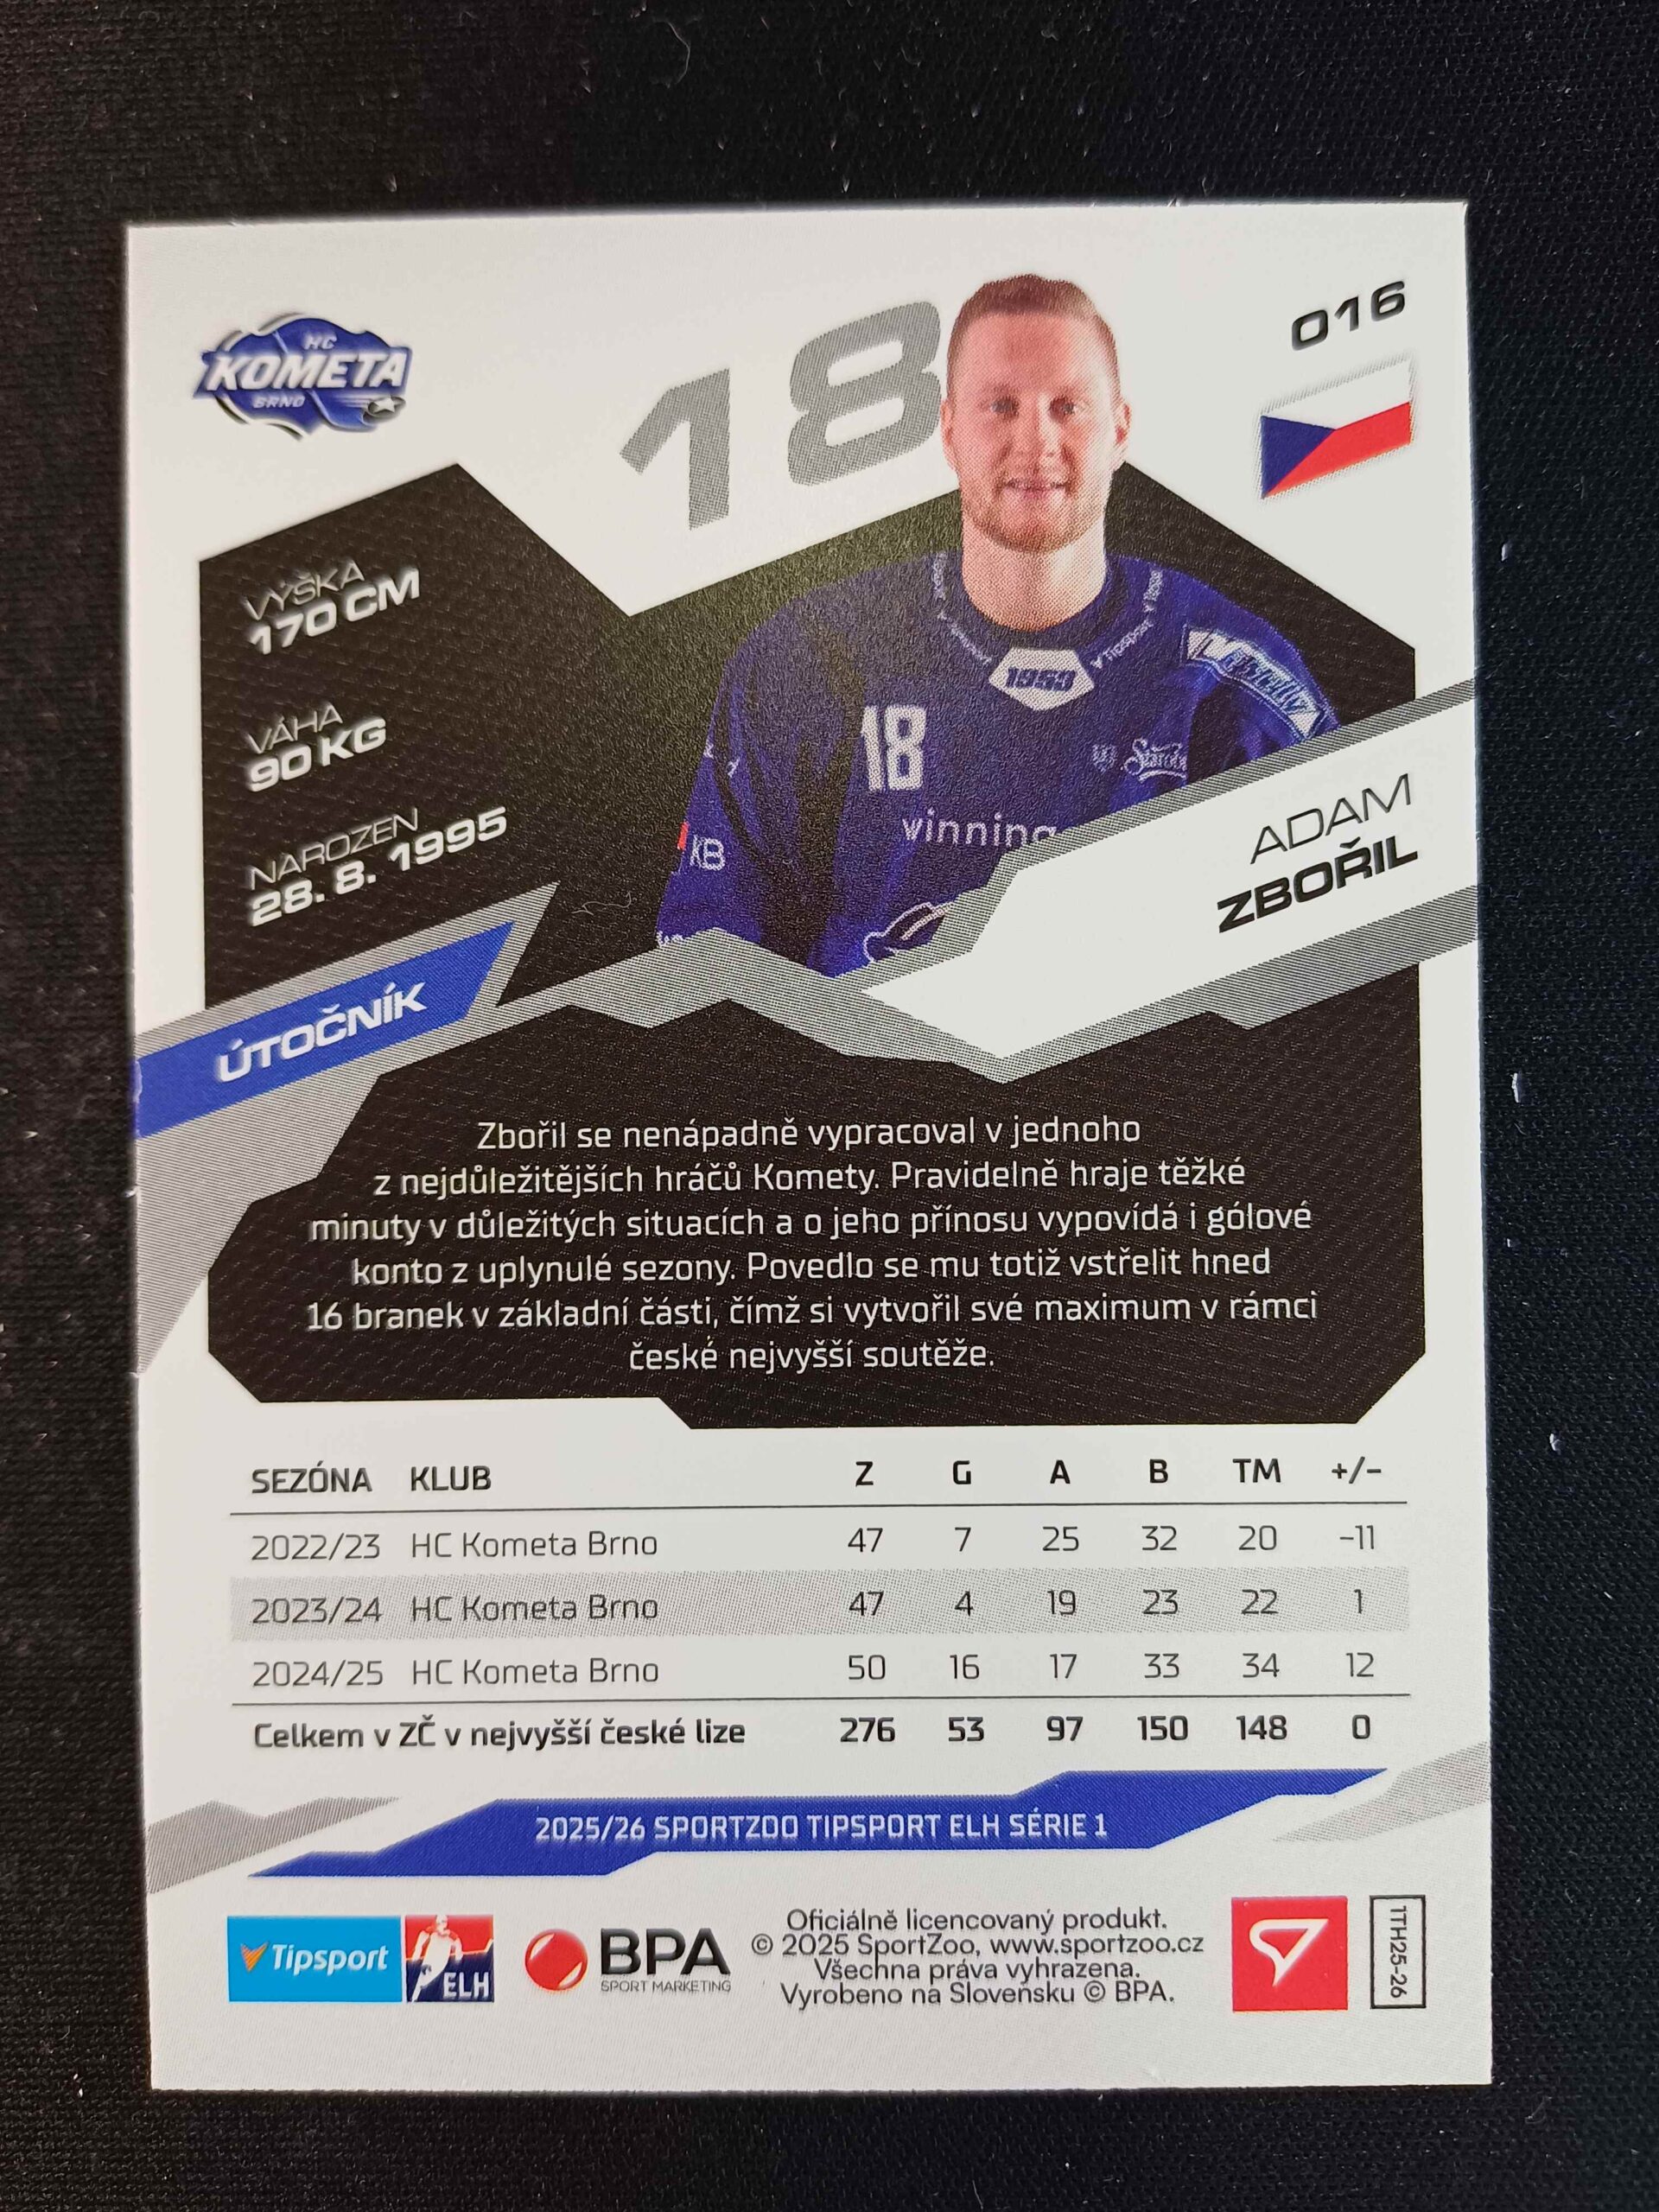 HC
KOMETA
BRNO
18
016
VÝŠKA
170 CM
VÁHA
90 KG
NAROZEN
28. 8. 1995
1953
18
winning
KB
ADAM
ZBOŘIL
ÚTOČNÍK
Zbořil se nenápadně vypracoval v jednoho
z nejdůležitějších hráčů Komety. Pravidelně hraje těžké
minuty v důležitých situacích a o jeho přínosu vypovídá i gólové
konto z uplynulé sezony. Povedlo se mu totiž vstřelit hned
16 branek v základní části, čímž si vytvořil své maximum v rámci
české nejvyšší soutěže.
SEZÓNA KLUB Z G A B TM +/–
2022/23 HC Kometa Brno 47 7 25 32 20 -11
2023/24 HC Kometa Brno 47 4 19 23 22 1
2024/25 HC Kometa Brno 50 16 17 33 34 12
Celkem v ZČ v nejvyšší české lize 276 53 97 150 148 0
2025/26 SPORTZOO TIPSPORT ELH SÉRIE 1
Tipsport
ELH
BPA
SPORT MARKETING
Oficiálně licencovaný produkt.
© 2025 SportZoo, www.sportzoo.cz
Všechna práva vyhrazena.
Vyrobeno na Slovensku © BPA.
1TH25-26